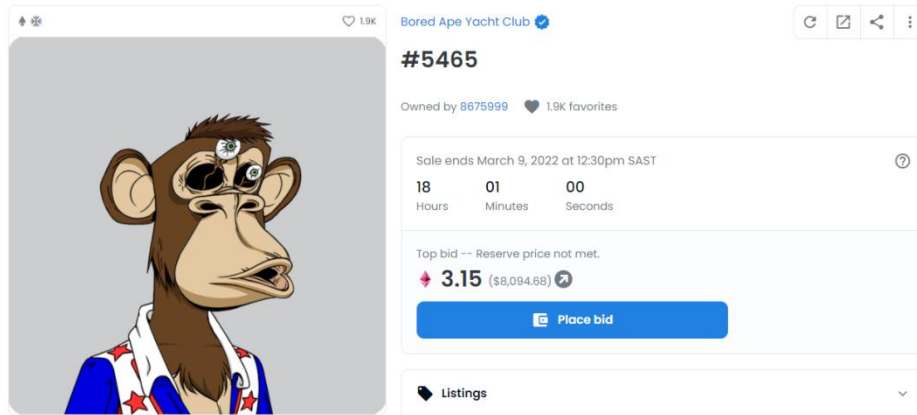 1.9K
Bored Ape Yacht Club
#5465
Owned by 8675999 1.9K favorites
Sale ends March 9, 2022 at 12:30pm SAST
18 01 00
Hours Minutes Seconds
Top bid -- Reserve price not met.
3.15 ($8,094.68)
Place bid
Listings